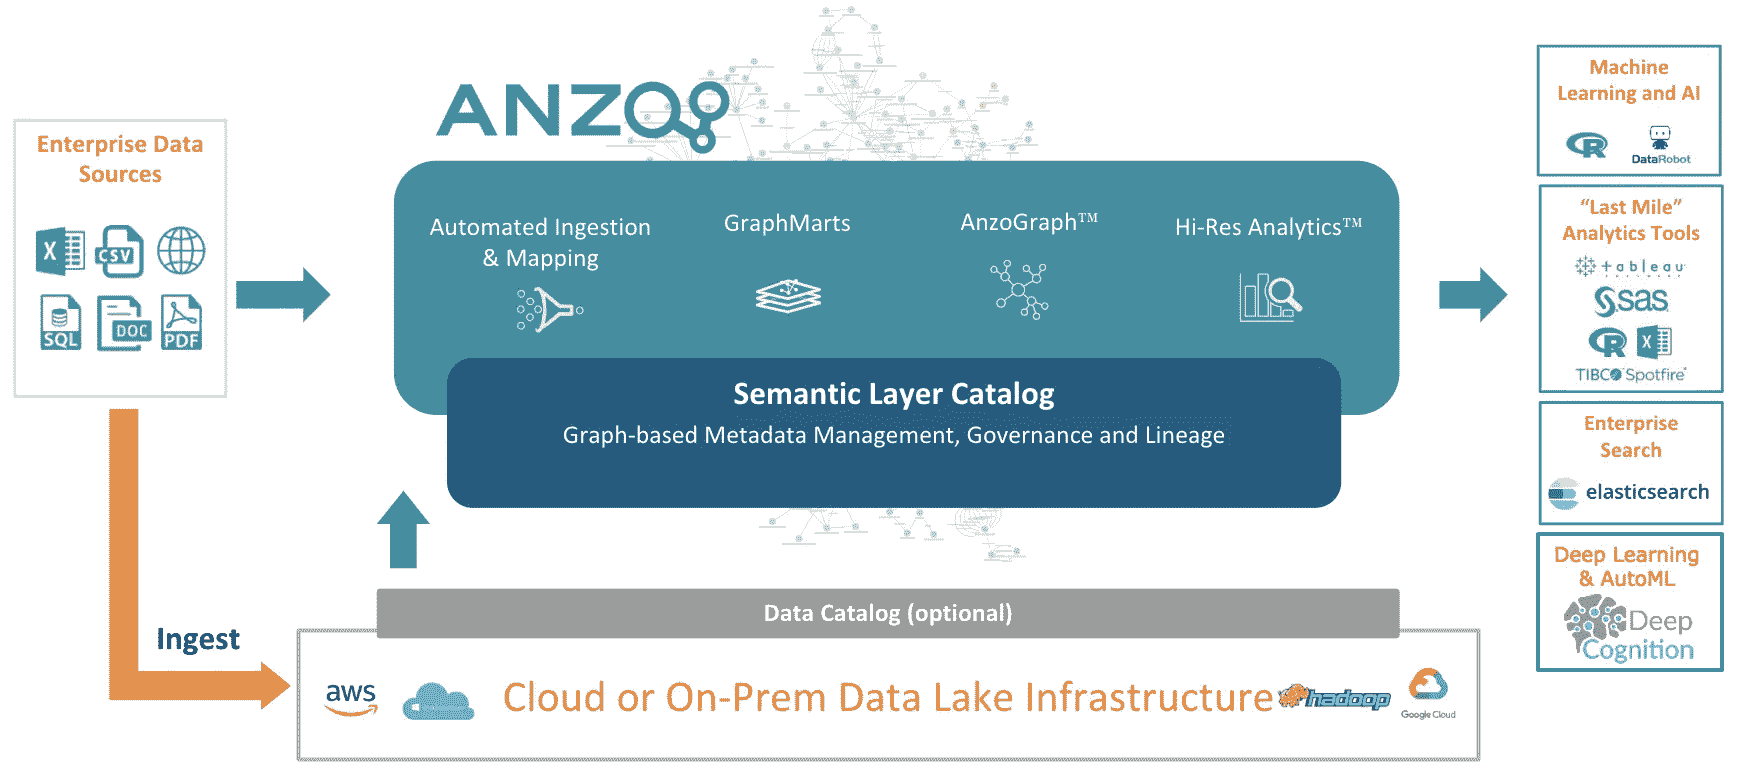 ANZO
Enterprise Data
Sources
CSV
SQL
DOC
PDF
Automated Ingestion
& Mapping
GraphMarts
AnzoGraph™
Hi-Res Analytics™
Semantic Layer Catalog
Graph-based Metadata Management, Governance and Lineage
Ingest
Data Catalog (optional)
aws
Cloud or On-Prem Data Lake Infrastructure
hadoop
Google Cloud
Machine
Learning and AI
R
DataRobot
“Last Mile”
Analytics Tools
tableau
SOFTWARE
sas
R
X
TIBCO Spotfire®
Enterprise
Search
elasticsearch
Deep Learning
& AutoML
Deep
Cognition